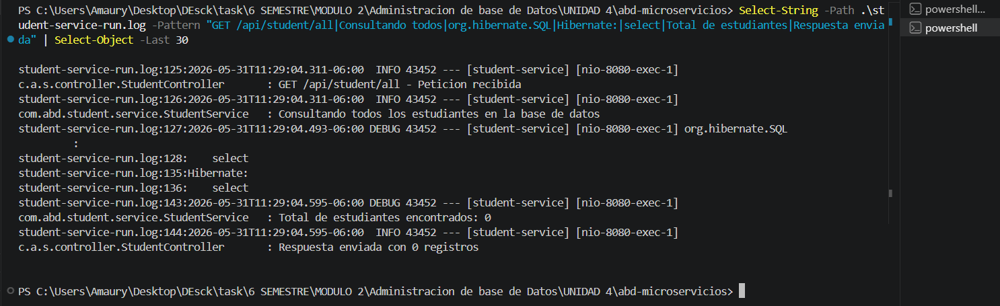 PS C:\Users\Amaury\Desktop\DEsck\task\6 SEMESTRE\MODULO 2\Administracion de base de Datos\UNIDAD 4\abd-microservicios> Select-String -Path .\st
udent-service-run.log -Pattern "GET /api/student/all|Consultando todos|org.hibernate.SQL|Hibernate:|select|Total de estudiantes|Respuesta envia
da" | Select-Object -Last 30
student-service-run.log:125:2026-05-31T11:29:04.311-06:00  INFO 43452 --- [student-service] [nio-8080-exec-1]
c.a.s.controller.StudentController       : GET /api/student/all - Peticion recibida
student-service-run.log:126:2026-05-31T11:29:04.311-06:00  INFO 43452 --- [student-service] [nio-8080-exec-1]
com.abd.student.service.StudentService   : Consultando todos los estudiantes en la base de datos
student-service-run.log:127:2026-05-31T11:29:04.493-06:00 DEBUG 43452 --- [student-service] [nio-8080-exec-1] org.hibernate.SQL
         :
student-service-run.log:128:    select
student-service-run.log:135:Hibernate:
student-service-run.log:136:    select
student-service-run.log:143:2026-05-31T11:29:04.595-06:00 DEBUG 43452 --- [student-service] [nio-8080-exec-1]
com.abd.student.service.StudentService   : Total de estudiantes encontrados: 0
student-service-run.log:144:2026-05-31T11:29:04.595-06:00  INFO 43452 --- [student-service] [nio-8080-exec-1]
c.a.s.controller.StudentController       : Respuesta enviada con 0 registros
PS C:\Users\Amaury\Desktop\DEsck\task\6 SEMESTRE\MODULO 2\Administracion de base de Datos\UNIDAD 4\abd-microservicios>
powershell...
powershell